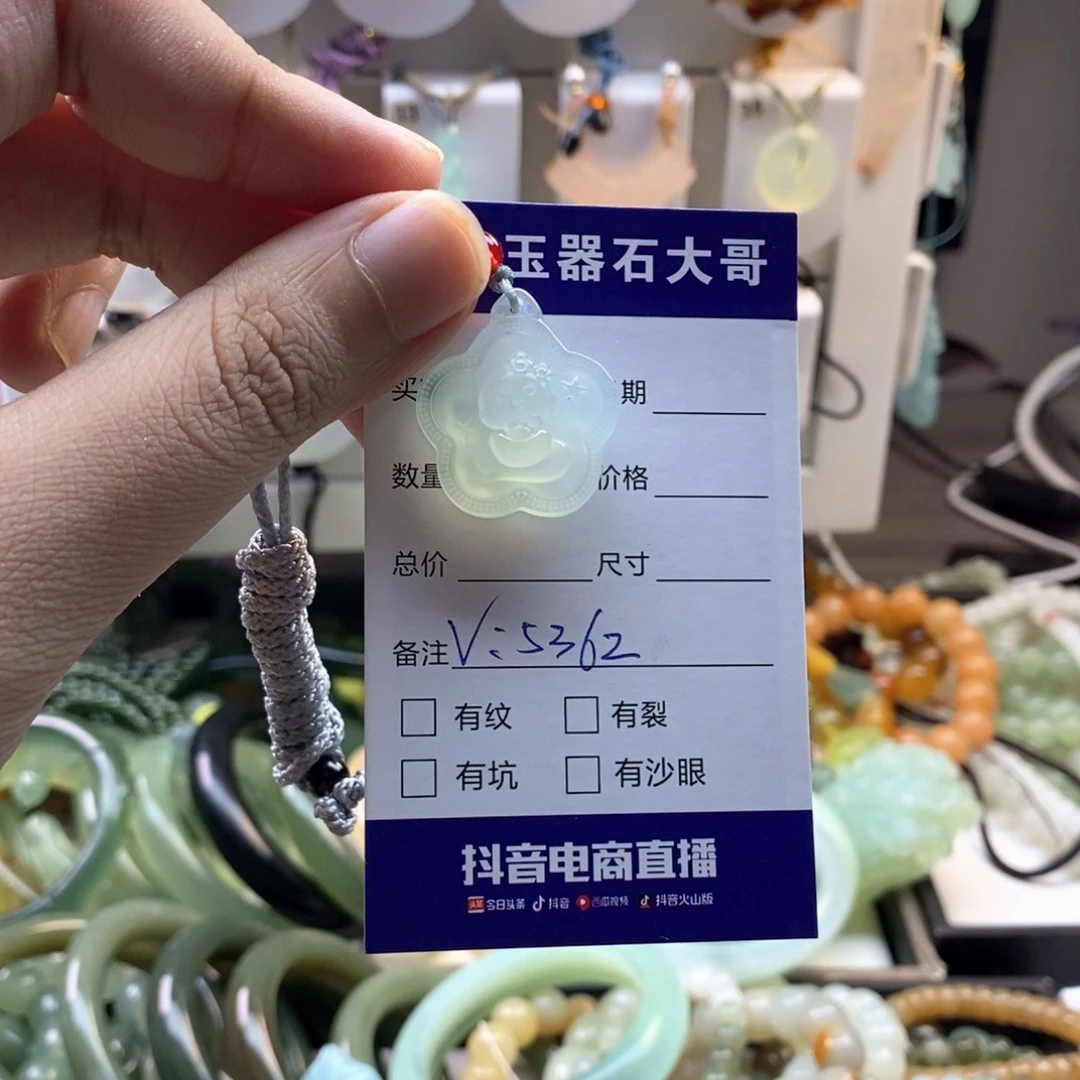 玉器石大哥
买 期
数量 价格
总价 尺寸
备注 V:5362
有纹 有裂
有坑 有沙眼
抖音电商直播
头条 今日头条 抖音 西瓜视频 抖音火山版